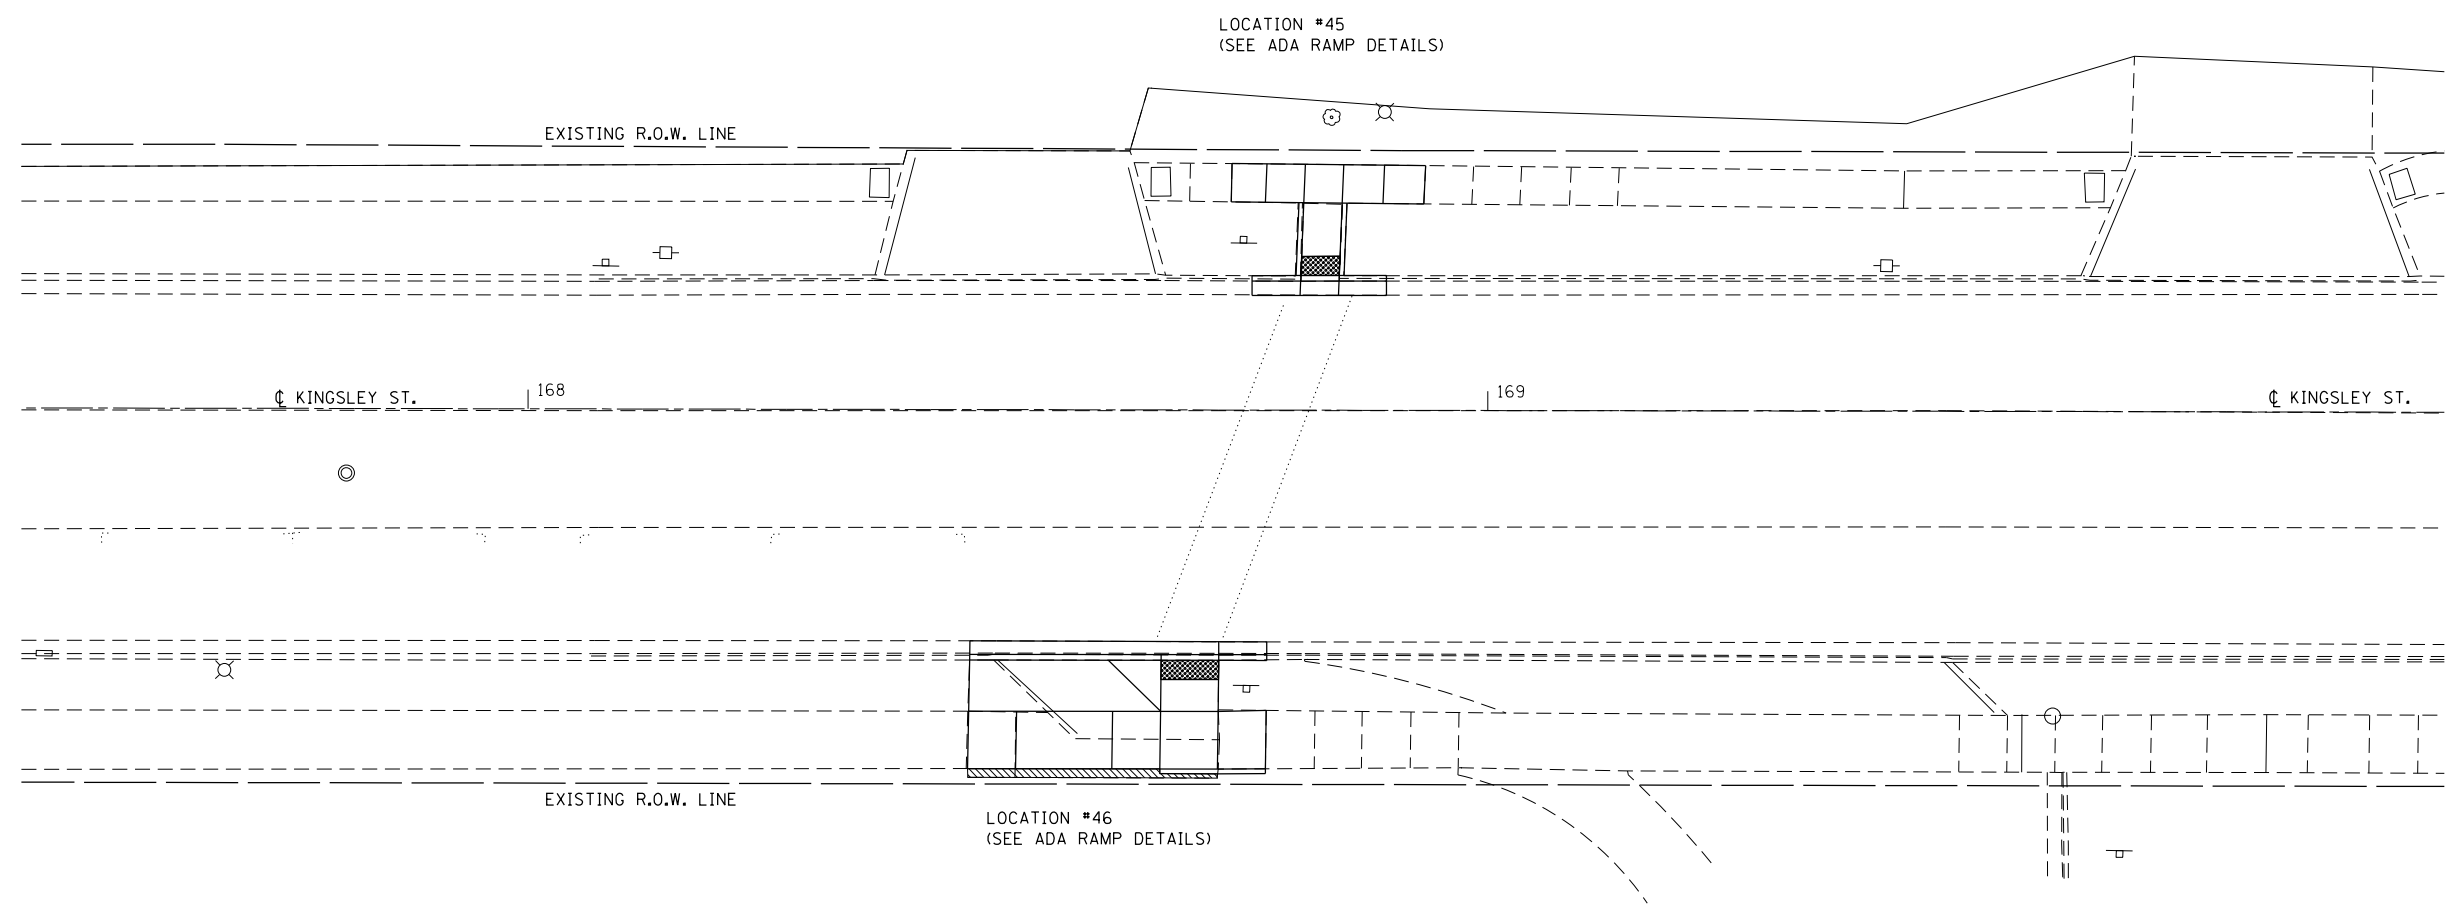 LOCATION #45
(SEE ADA RAMP DETAILS)
EXISTING R.O.W. LINE
℄ KINGSLEY ST.
168
169
℄ KINGSLEY ST.
EXISTING R.O.W. LINE
LOCATION #46
(SEE ADA RAMP DETAILS)